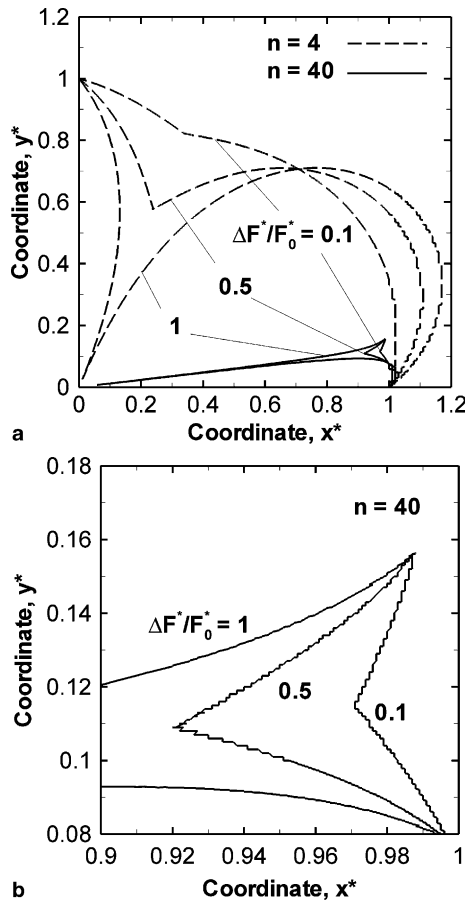 1.2
1
0.8
0.6
0.4
0.2
0
Coordinate, y*
n = 4
n = 40
ΔF*/F*₀ = 0.1
0.5
1
0 0.2 0.4 0.6 0.8 1 1.2
Coordinate, x*
a
0.18
0.16
0.14
0.12
0.1
0.08
Coordinate, y*
n = 40
ΔF*/F*₀ = 1
0.5
0.1
0.9 0.92 0.94 0.96 0.98 1
Coordinate, x*
b